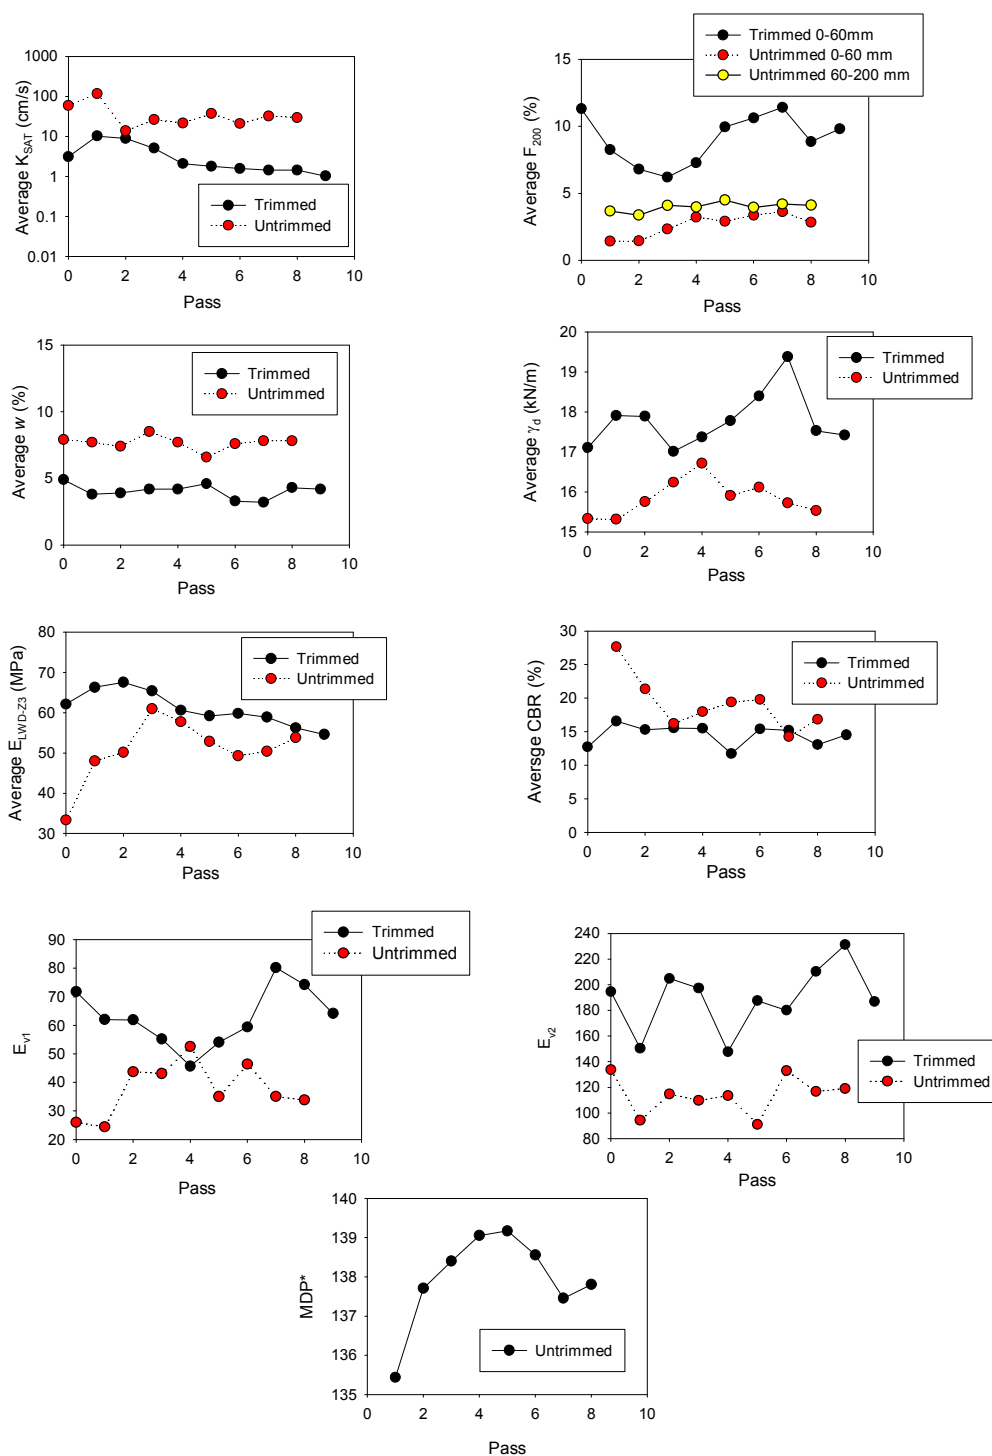 1000
100
10
1
0.1
0.01
Average K_SAT (cm/s)
Trimmed
Untrimmed
0 2 4 6 8 10
Pass
Trimmed 0-60mm
Untrimmed 0-60 mm
Untrimmed 60-200 mm
15
10
5
0
Average F_200 (%)
0 2 4 6 8 10
Pass
15
10
5
0
Average w (%)
Trimmed
Untrimmed
0 2 4 6 8 10
Pass
20
19
18
17
16
15
Average γ_d (kN/m)
Trimmed
Untrimmed
0 2 4 6 8 10
Pass
80
70
60
50
40
30
Average E_LWD-Z3 (MPa)
Trimmed
Untrimmed
0 2 4 6 8 10
Pass
30
25
20
15
10
5
0
Aversge CBR (%)
Trimmed
Untrimmed
0 2 4 6 8 10
Pass
90
80
70
60
50
40
30
20
E_v1
Trimmed
Untrimmed
0 2 4 6 8 10
Pass
240
220
200
180
160
140
120
100
80
E_v2
Trimmed
Untrimmed
0 2 4 6 8 10
Pass
140
139
138
137
136
135
MDP*
Untrimmed
0 2 4 6 8 10
Pass